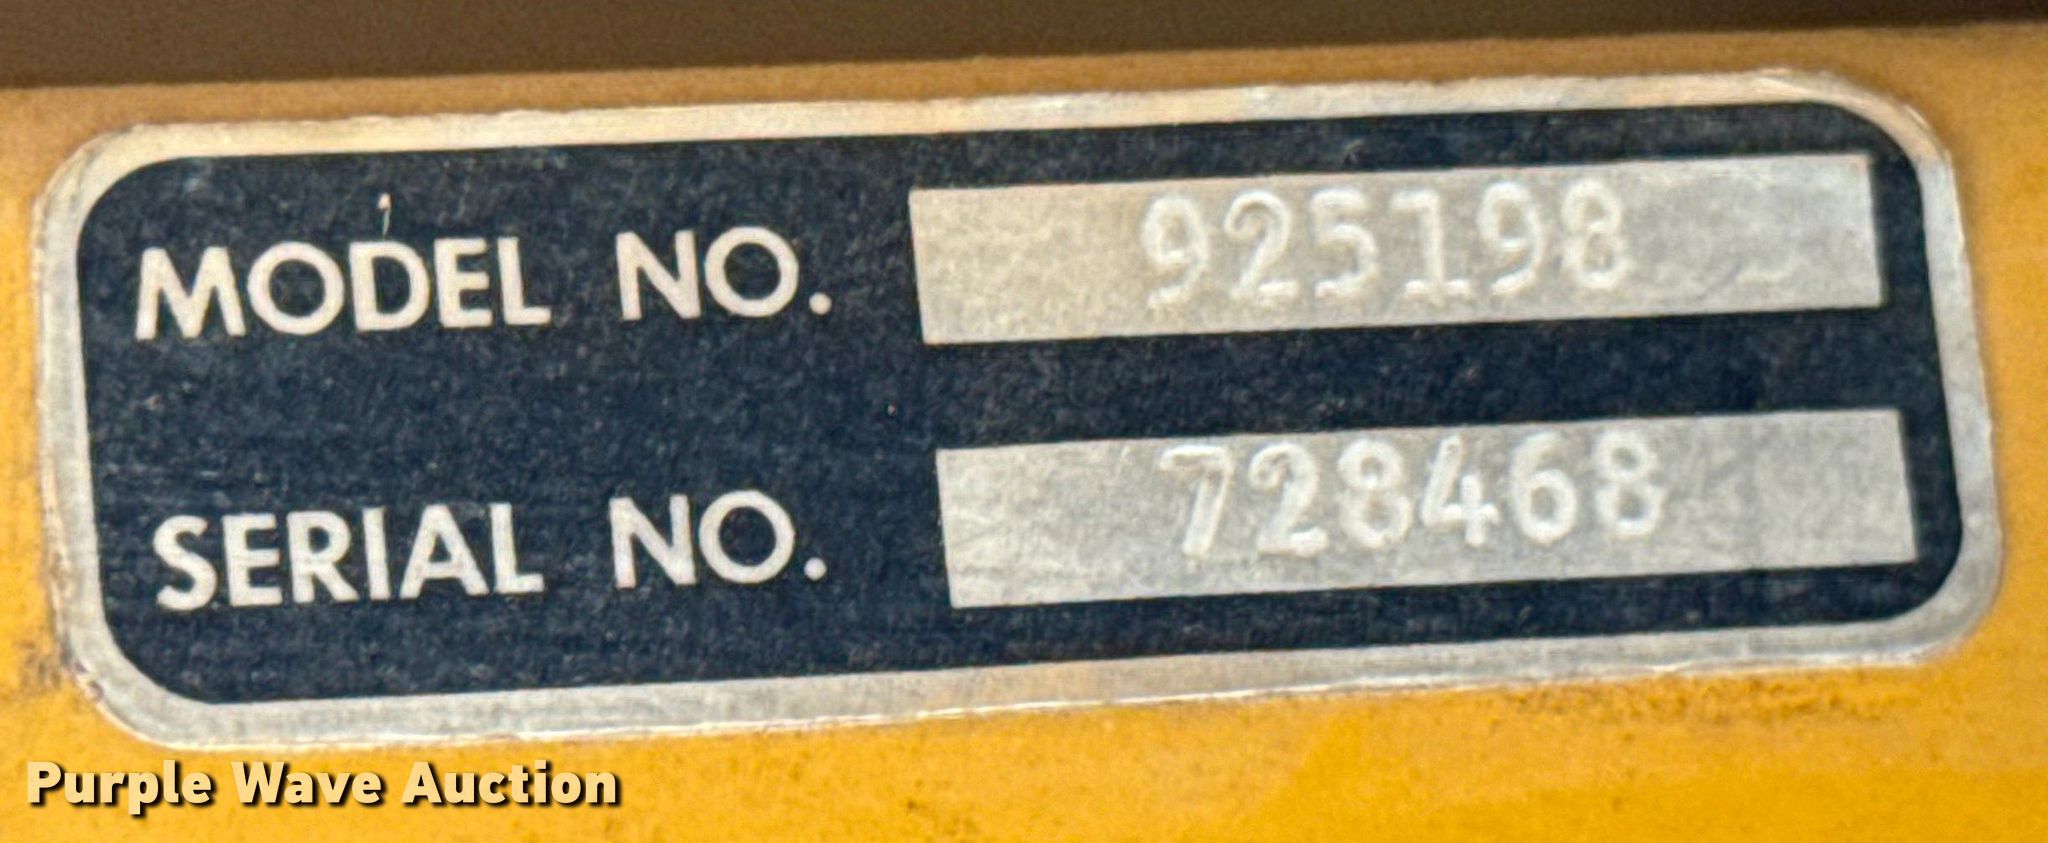 MODEL NO. 925198
SERIAL NO. 728468
Purple Wave Auction